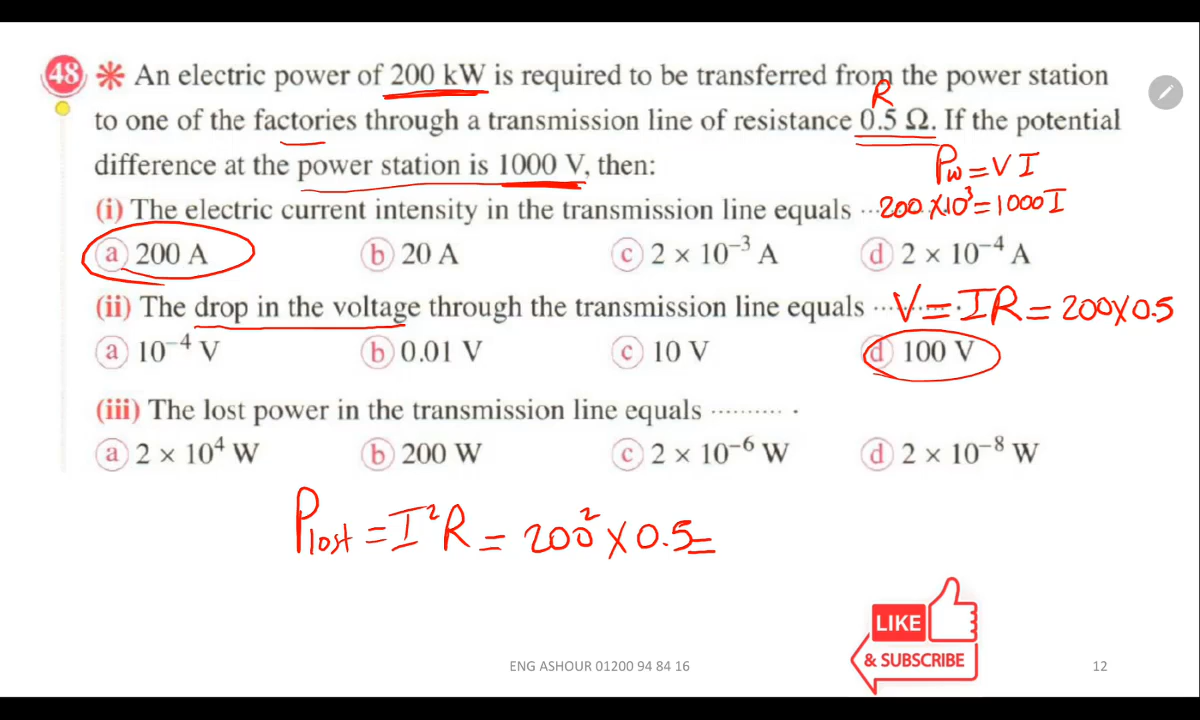 48 * An electric power of 200 kW is required to be transferred from the power station
R
to one of the factories through a transmission line of resistance 0.5 Ω. If the potential
difference at the power station is 1000 V, then:
Pw = V I
(i) The electric current intensity in the transmission line equals ... 200 × 10³ = 1000 I
a 200 A b 20 A c 2 × 10⁻³ A d 2 × 10⁻⁴ A
(ii) The drop in the voltage through the transmission line equals ... V = IR = 200 × 0.5
a 10⁻⁴ V b 0.01 V c 10 V d 100 V
(iii) The lost power in the transmission line equals .......... .
a 2 × 10⁴ W b 200 W c 2 × 10⁻⁶ W d 2 × 10⁻⁸ W
Plost = I²R = 200² × 0.5 =
LIKE
& SUBSCRIBE
ENG ASHOUR 01200 94 84 16
12